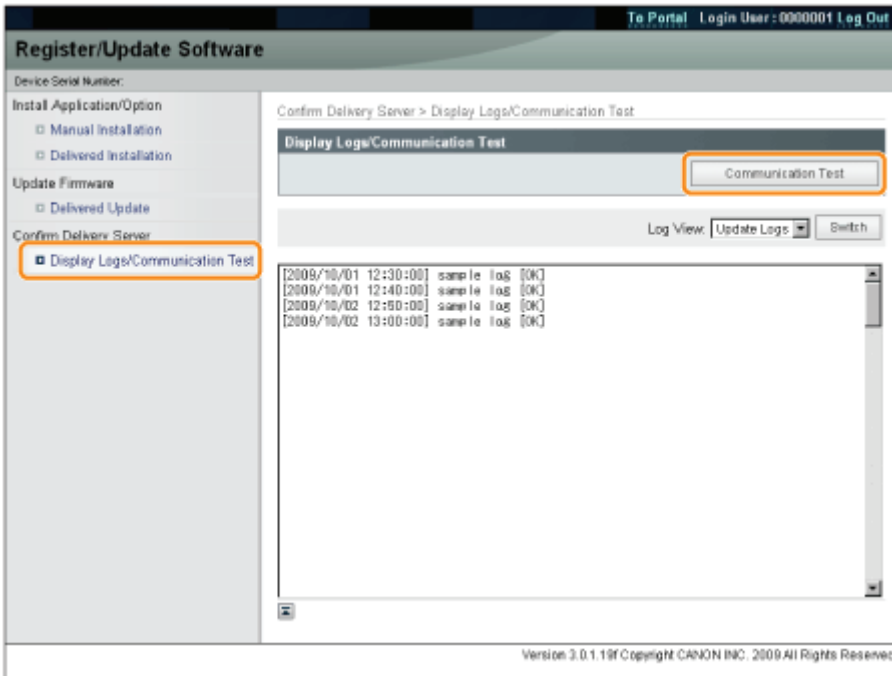 To Portal Login User : 0000001 Log Out
Register/Update Software
Device Serial Number:
Install Application/Option
Manual Installation
Delivered Installation
Update Firmware
Delivered Update
Confirm Delivery Server
Display Logs/Communication Test
Confirm Delivery Server > Display Logs/Communication Test
Display Logs/Communication Test
Communication Test
Log View: Update Logs Switch
[2009/10/01 12:30:00] sample log [OK]
[2009/10/01 12:40:00] sample log [OK]
[2009/10/02 12:50:00] sample log [OK]
[2009/10/02 13:00:00] sample log [OK]
Version 3.0.1.19f Copyright CANON INC. 2009 All Rights Reserved